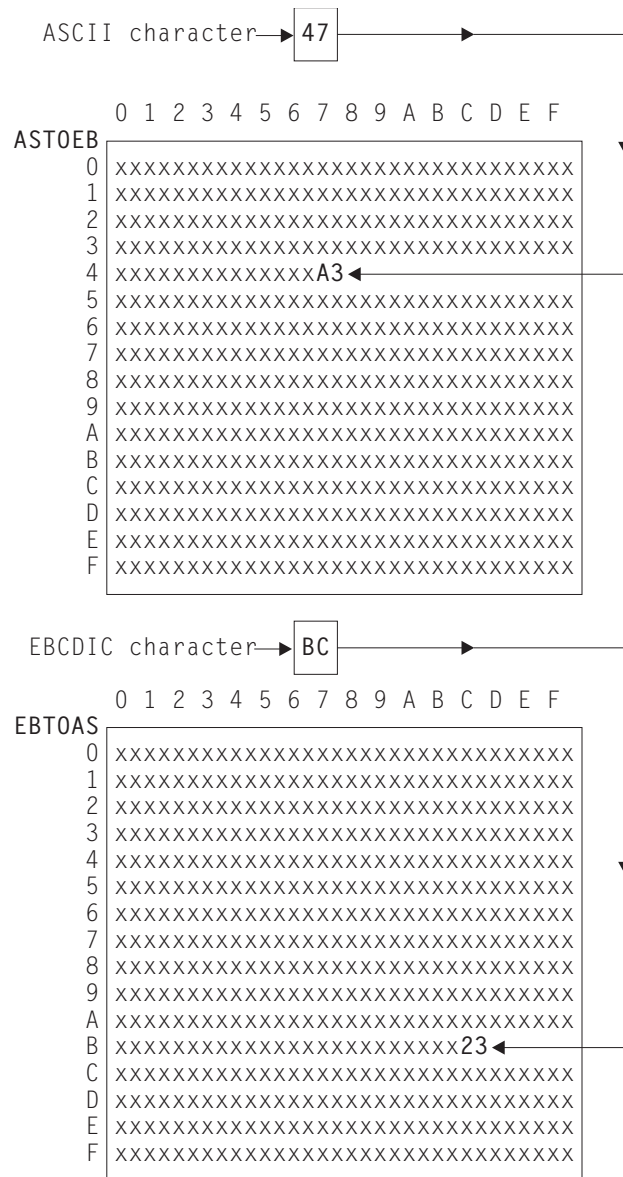 ASCII character 47
0 1 2 3 4 5 6 7 8 9 A B C D E F
ASTOEB
0 xxxxxxxxxxxxxxxxxxxxxxxxxxxxxxxx
1 xxxxxxxxxxxxxxxxxxxxxxxxxxxxxxxx
2 xxxxxxxxxxxxxxxxxxxxxxxxxxxxxxxx
3 xxxxxxxxxxxxxxxxxxxxxxxxxxxxxxxx
4 xxxxxxxxxxxxxxA3
5 xxxxxxxxxxxxxxxxxxxxxxxxxxxxxxxx
6 xxxxxxxxxxxxxxxxxxxxxxxxxxxxxxxx
7 xxxxxxxxxxxxxxxxxxxxxxxxxxxxxxxx
8 xxxxxxxxxxxxxxxxxxxxxxxxxxxxxxxx
9 xxxxxxxxxxxxxxxxxxxxxxxxxxxxxxxx
A xxxxxxxxxxxxxxxxxxxxxxxxxxxxxxxx
B xxxxxxxxxxxxxxxxxxxxxxxxxxxxxxxx
C xxxxxxxxxxxxxxxxxxxxxxxxxxxxxxxx
D xxxxxxxxxxxxxxxxxxxxxxxxxxxxxxxx
E xxxxxxxxxxxxxxxxxxxxxxxxxxxxxxxx
F xxxxxxxxxxxxxxxxxxxxxxxxxxxxxxxx
EBCDIC character BC
0 1 2 3 4 5 6 7 8 9 A B C D E F
EBTOAS
0 xxxxxxxxxxxxxxxxxxxxxxxxxxxxxxxx
1 xxxxxxxxxxxxxxxxxxxxxxxxxxxxxxxx
2 xxxxxxxxxxxxxxxxxxxxxxxxxxxxxxxx
3 xxxxxxxxxxxxxxxxxxxxxxxxxxxxxxxx
4 xxxxxxxxxxxxxxxxxxxxxxxxxxxxxxxx
5 xxxxxxxxxxxxxxxxxxxxxxxxxxxxxxxx
6 xxxxxxxxxxxxxxxxxxxxxxxxxxxxxxxx
7 xxxxxxxxxxxxxxxxxxxxxxxxxxxxxxxx
8 xxxxxxxxxxxxxxxxxxxxxxxxxxxxxxxx
9 xxxxxxxxxxxxxxxxxxxxxxxxxxxxxxxx
A xxxxxxxxxxxxxxxxxxxxxxxxxxxxxxxx
B xxxxxxxxxxxxxxxxxxxxxxxx23
C xxxxxxxxxxxxxxxxxxxxxxxxxxxxxxxx
D xxxxxxxxxxxxxxxxxxxxxxxxxxxxxxxx
E xxxxxxxxxxxxxxxxxxxxxxxxxxxxxxxx
F xxxxxxxxxxxxxxxxxxxxxxxxxxxxxxxx